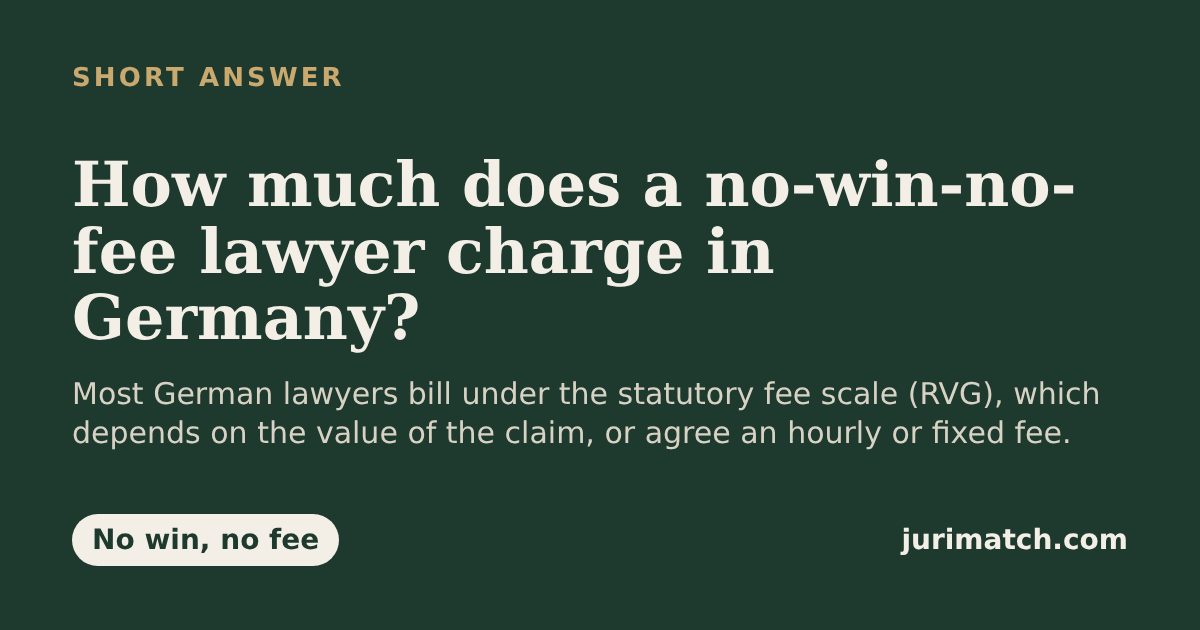 SHORT ANSWER
How much does a no-win-no-
fee lawyer charge in
Germany?
Most German lawyers bill under the statutory fee scale (RVG), which
depends on the value of the claim, or agree an hourly or fixed fee.
No win, no fee
jurimatch.com